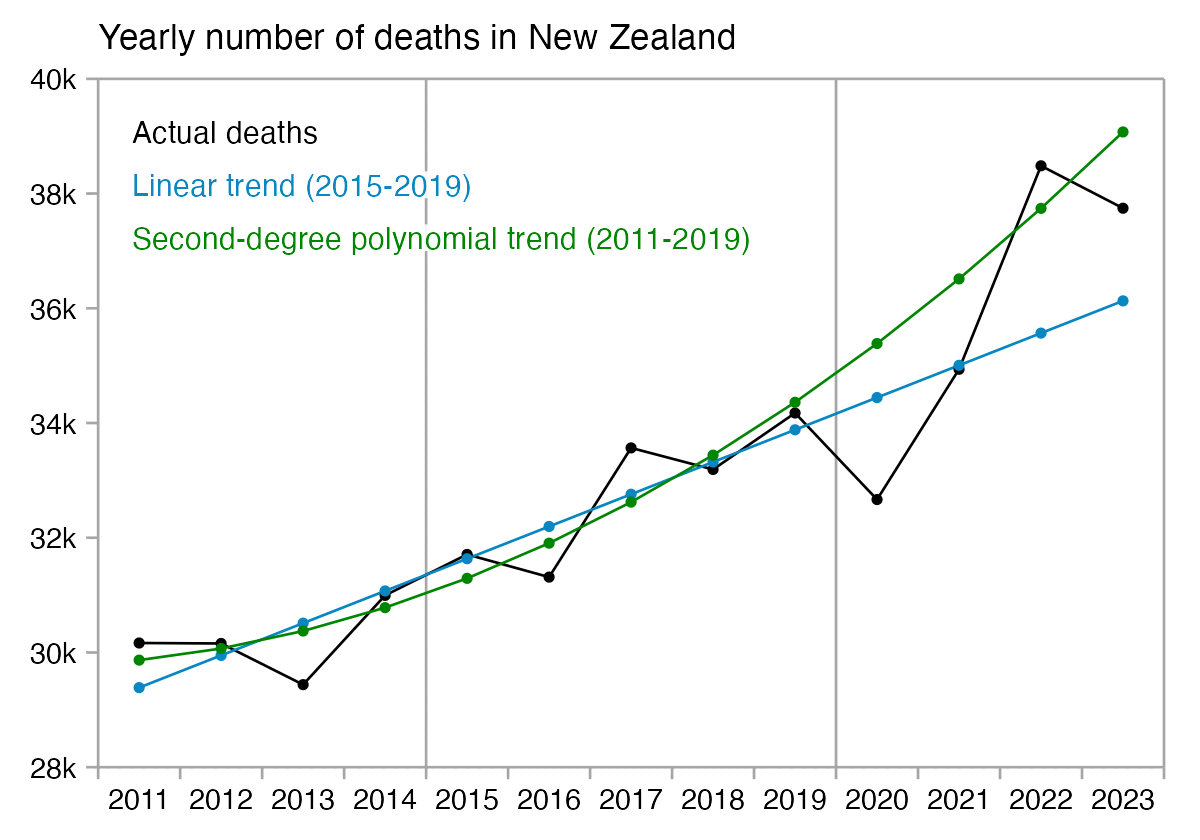 Yearly number of deaths in New Zealand
40k
Actual deaths
Linear trend (2015-2019)
38k
Second-degree polynomial trend (2011-2019)
36k
34k
32k
30k
28k
2011 2012 2013 2014 2015 2016 2017 2018 2019 2020 2021 2022 2023